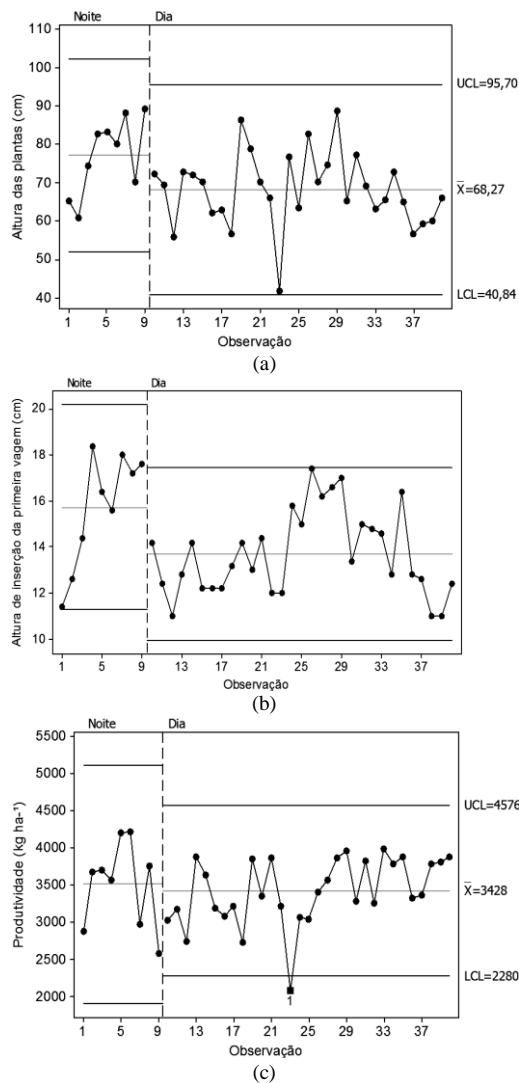 Noite Dia
Altura das plantas (cm)
110
100
90
80
70
60
50
40
UCL=95,70
X̅=68,27
LCL=40,84
1 5 9 13 17 21 25 29 33 37
Observação
(a)
Noite Dia
Altura de inserção da primeira vagem (cm)
20
18
16
14
12
10
1 5 9 13 17 21 25 29 33 37
Observação
(b)
Noite Dia
Produtividade (kg ha⁻¹)
5500
5000
4500
4000
3500
3000
2500
2000
UCL=4576
X̅=3428
LCL=2280
1
1 5 9 13 17 21 25 29 33 37
Observação
(c)